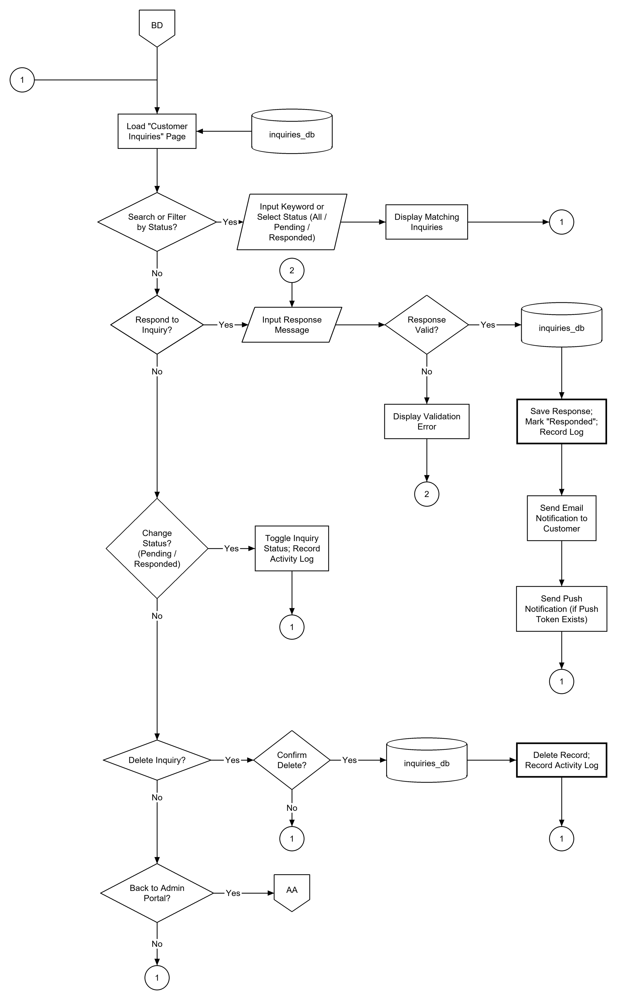 BD
1
Load "Customer
Inquiries" Page
inquiries_db
Search or Filter
by Status?
Yes
Input Keyword or
Select Status (All /
Pending /
Responded)
Display Matching
Inquiries
1
No
2
Respond to
Inquiry?
Yes
Input Response
Message
Response
Valid?
Yes
inquiries_db
No
No
Display Validation
Error
Save Response;
Mark "Responded";
Record Log
2
Send Email
Notification to
Customer
Change
Status?
(Pending /
Responded)
Yes
Toggle Inquiry
Status; Record
Activity Log
No
1
Send Push
Notification (if Push
Token Exists)
1
Delete Inquiry?
Yes
Confirm
Delete?
Yes
inquiries_db
Delete Record;
Record Activity Log
No
No
1
1
Back to Admin
Portal?
Yes
AA
No
1